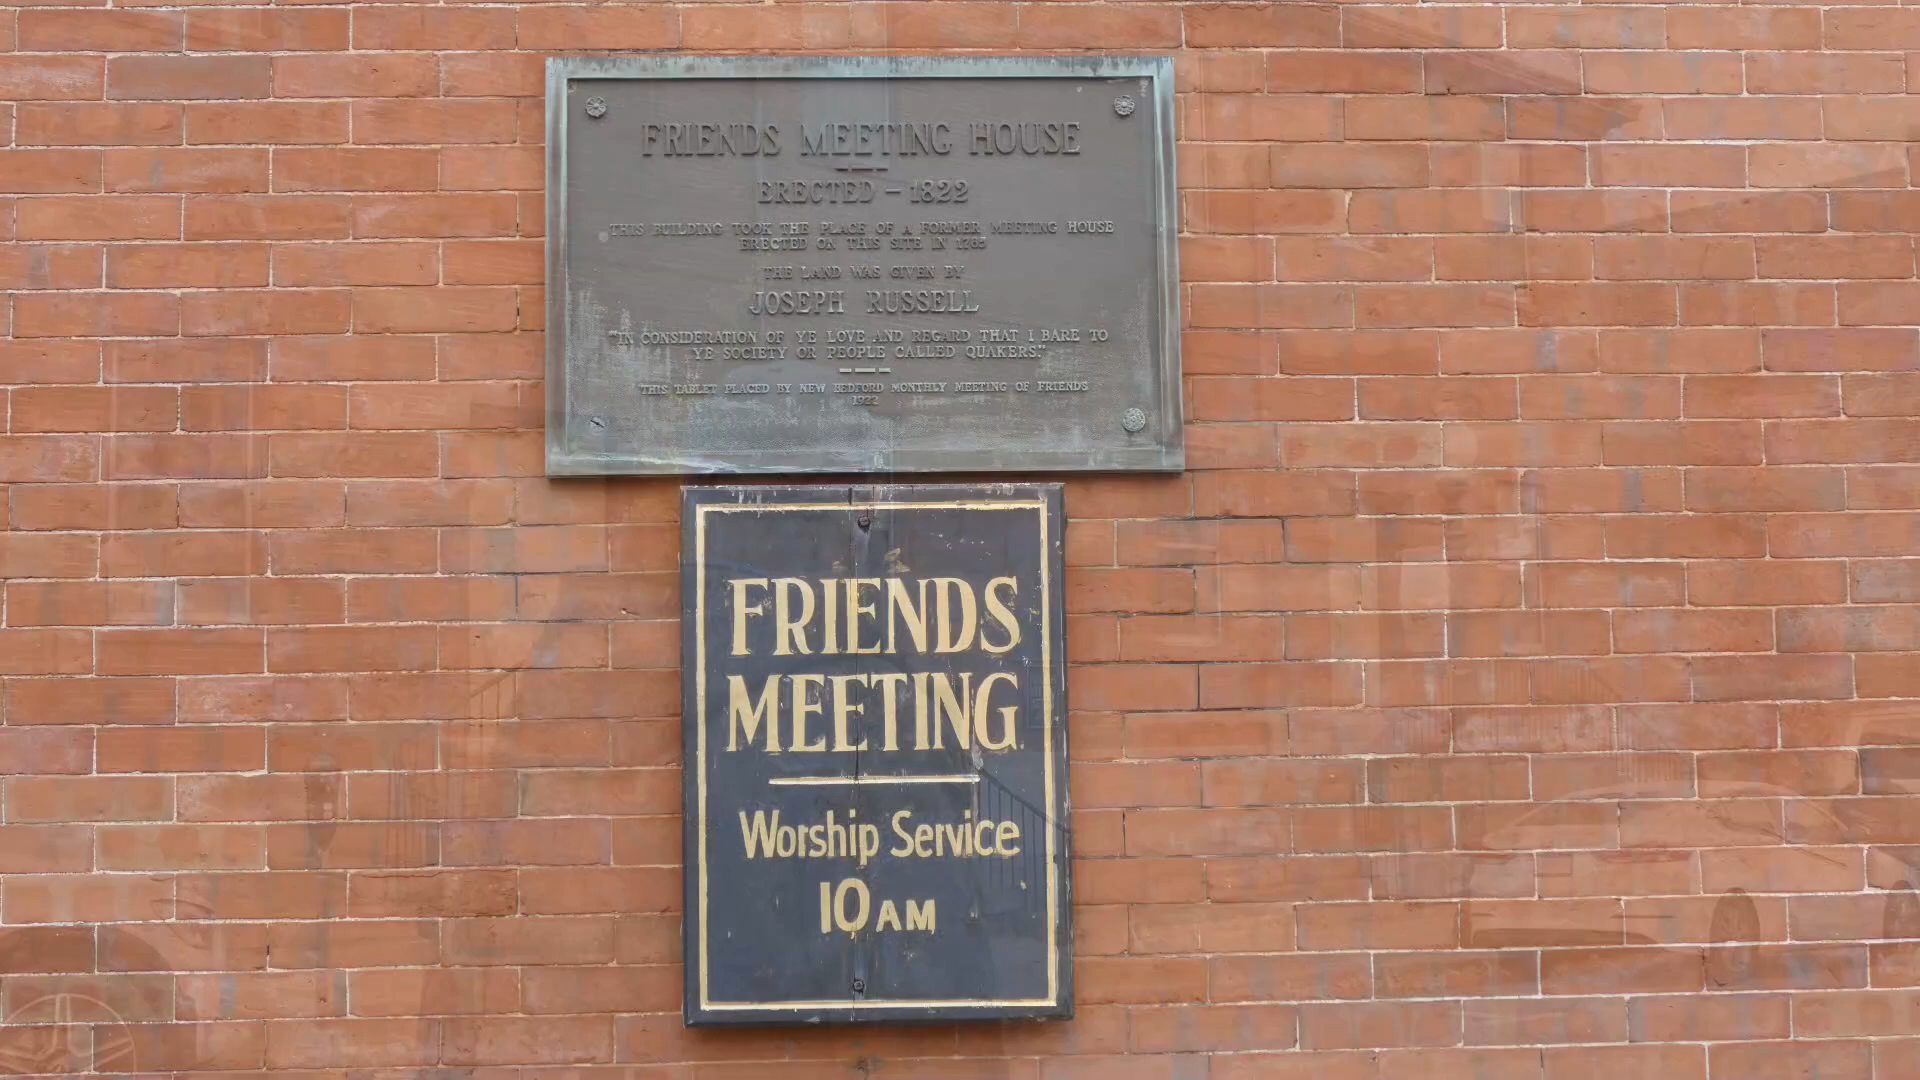 FRIENDS MEETING HOUSE
ERECTED - 1822
THIS BUILDING TOOK THE PLACE OF A FORMER MEETING HOUSE
ERECTED ON THIS SITE IN 1785
THE LAND WAS GIVEN BY
JOSEPH RUSSELL
"IN CONSIDERATION OF YE LOVE AND REGARD THAT I BARE TO
YE SOCIETY OR PEOPLE CALLED QUAKERS."
THIS TABLET PLACED BY NEW BEDFORD MONTHLY MEETING OF FRIENDS
1922
FRIENDS
MEETING
Worship Service
10 AM